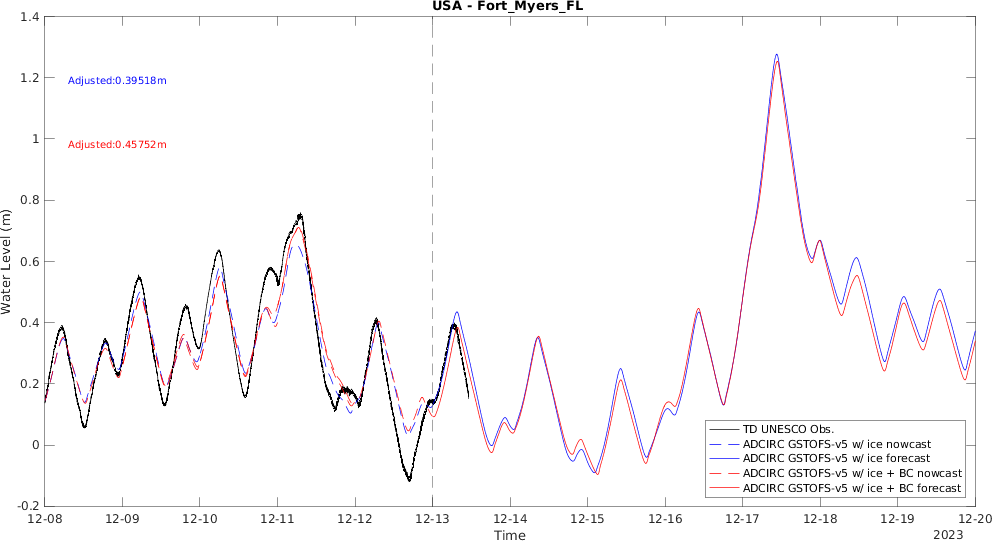 USA - Fort_Myers_FL
1.4
1.2
1
0.8
0.6
0.4
0.2
0
-0.2
Water Level (m)
Adjusted:0.39518m
Adjusted:0.45752m
TD UNESCO Obs.
ADCIRC GSTOFS-v5 w/ ice nowcast
ADCIRC GSTOFS-v5 w/ ice forecast
ADCIRC GSTOFS-v5 w/ ice + BC nowcast
ADCIRC GSTOFS-v5 w/ ice + BC forecast
12-08 12-09 12-10 12-11 12-12 12-13 12-14 12-15 12-16 12-17 12-18 12-19 12-20
Time
2023